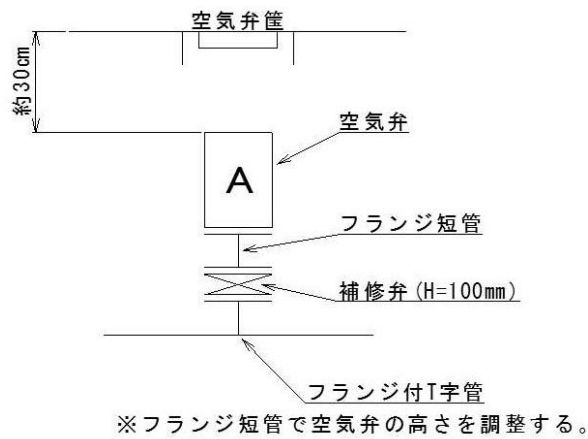 空気弁筺
約30cm
空気弁
A
フランジ短管
補修弁(H=100mm)
フランジ付T字管
※フランジ短管で空気弁の高さを調整する。